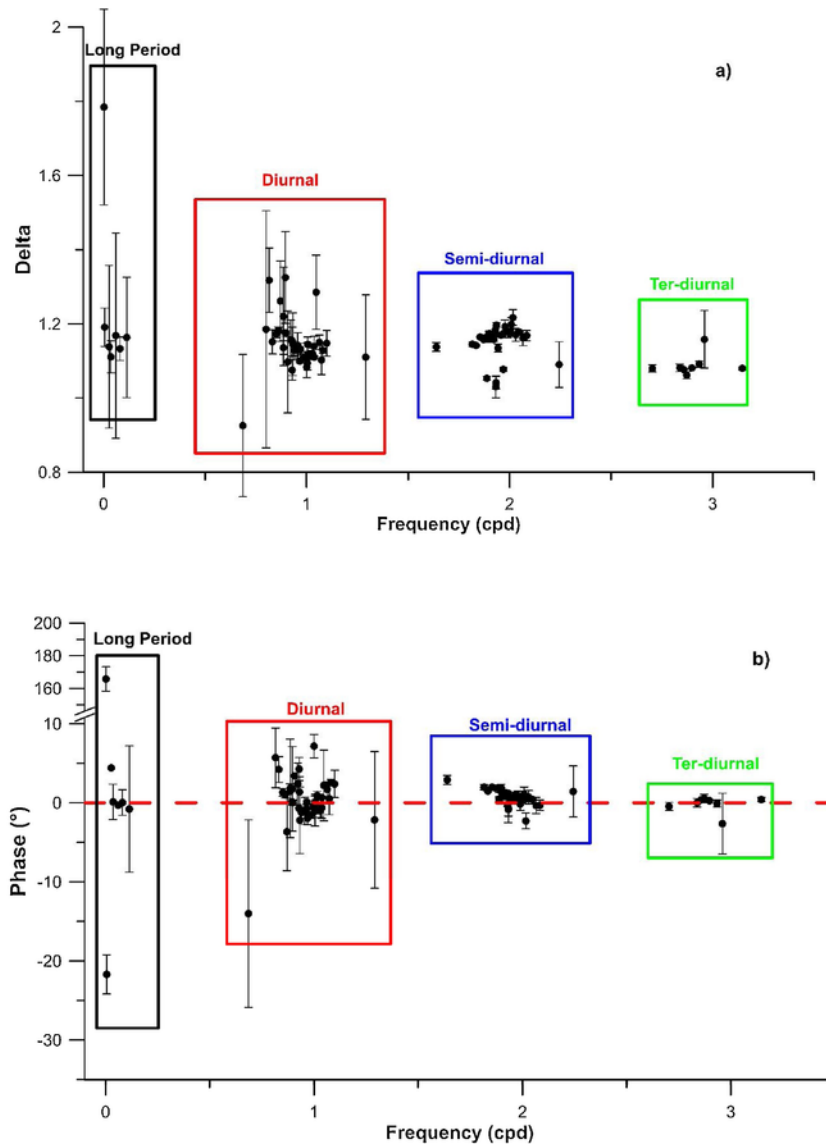 2
Long Period
a)
1.6
Diurnal
Delta
Semi-diurnal
Ter-diurnal
1.2
0.8
0 1 2 3
Frequency (cpd)
200
180
Long Period
b)
160
Diurnal
10
Semi-diurnal
Ter-diurnal
0
Phase (°)
-10
-20
-30
0 1 2 3
Frequency (cpd)